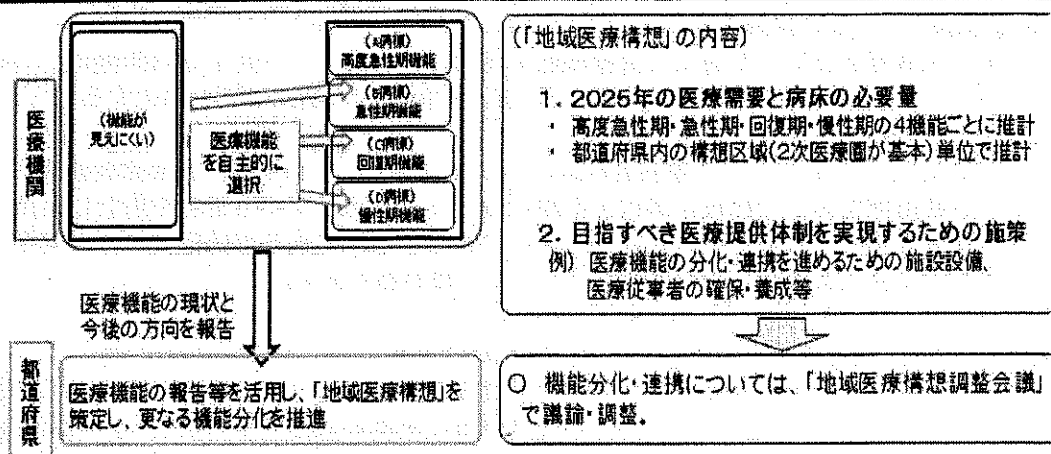 医療機関
(機能が
見えにくい)
医療機能
を自主的に
選択
(A病棟)
高度急性期機能
(B病棟)
急性期機能
(C病棟)
回復期機能
(D病棟)
慢性期機能
医療機能の現状と
今後の方向を報告
都道府県
医療機能の報告等を活用し、「地域医療構想」を
策定し、更なる機能分化を推進
(「地域医療構想」の内容)
1. 2025年の医療需要と病床の必要量
・ 高度急性期・急性期・回復期・慢性期の4機能ごとに推計
・ 都道府県内の構想区域(2次医療圏が基本)単位で推計
2. 目指すべき医療提供体制を実現するための施策
例) 医療機能の分化・連携を進めるための施設設備、
医療従事者の確保・養成等
○ 機能分化・連携については、「地域医療構想調整会議」
で議論・調整。